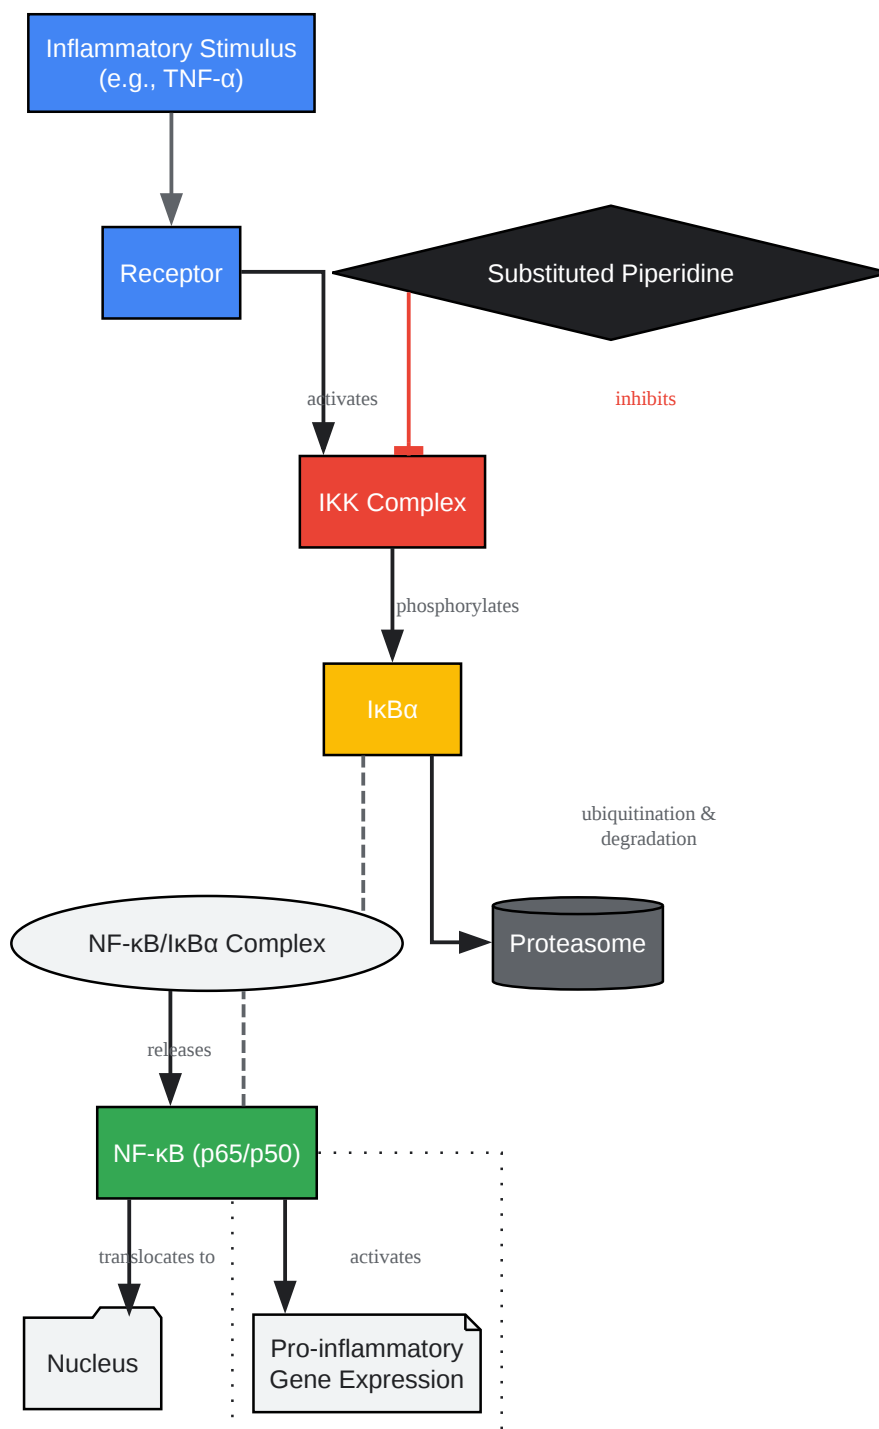 Inflammatory Stimulus
(e.g., TNF-α)
Receptor
Substituted Piperidine
activates
inhibits
IKK Complex
phosphorylates
IκBα
ubiquitination &
degradation
NF-κB/IκBα Complex
Proteasome
releases
NF-κB (p65/p50)
translocates to
activates
Nucleus
Pro-inflammatory
Gene Expression